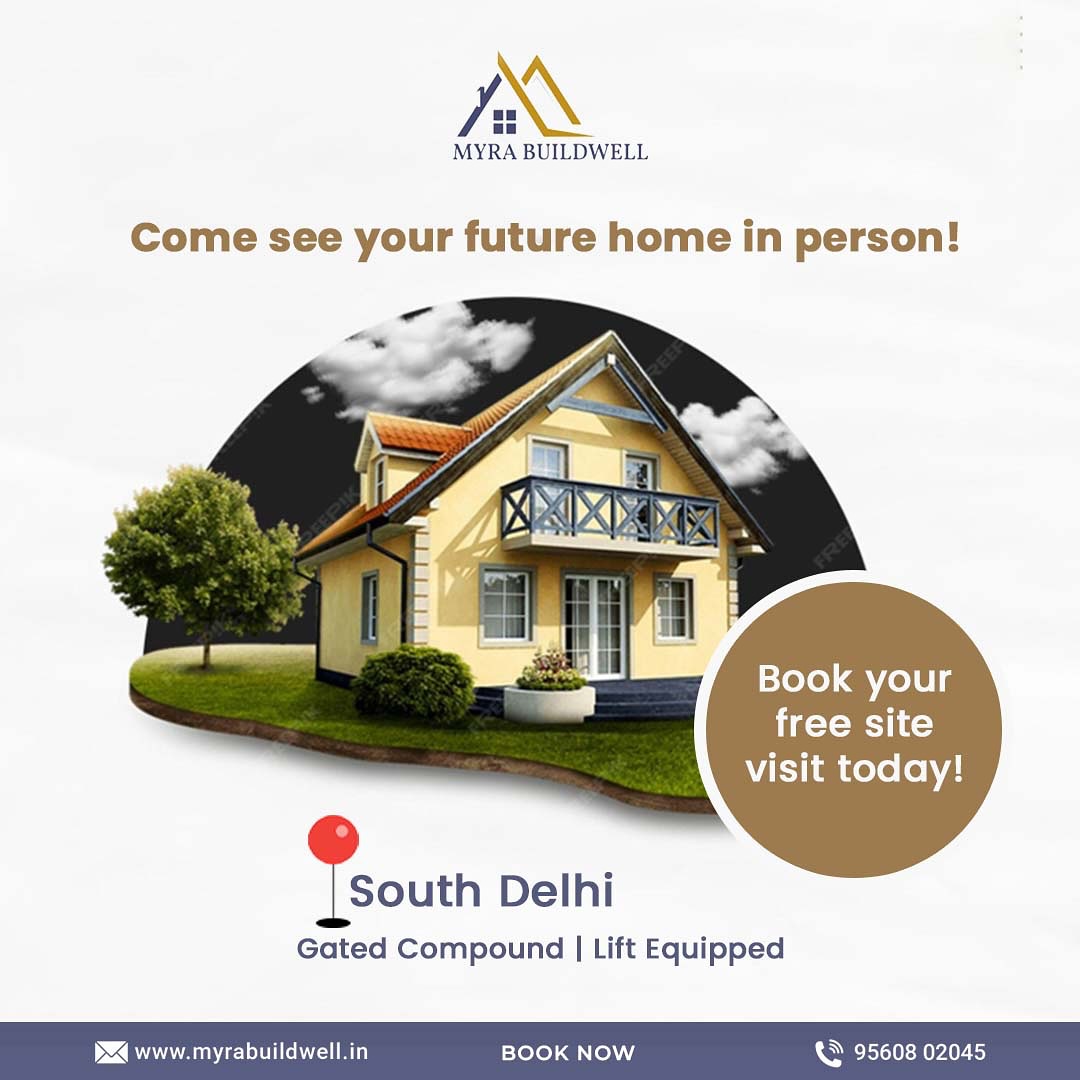 MYRA BUILDWELL
Come see your future home in person!
Book your
free site
visit today!
South Delhi
Gated Compound | Lift Equipped
www.myrabuildwell.in
BOOK NOW
95608 02045